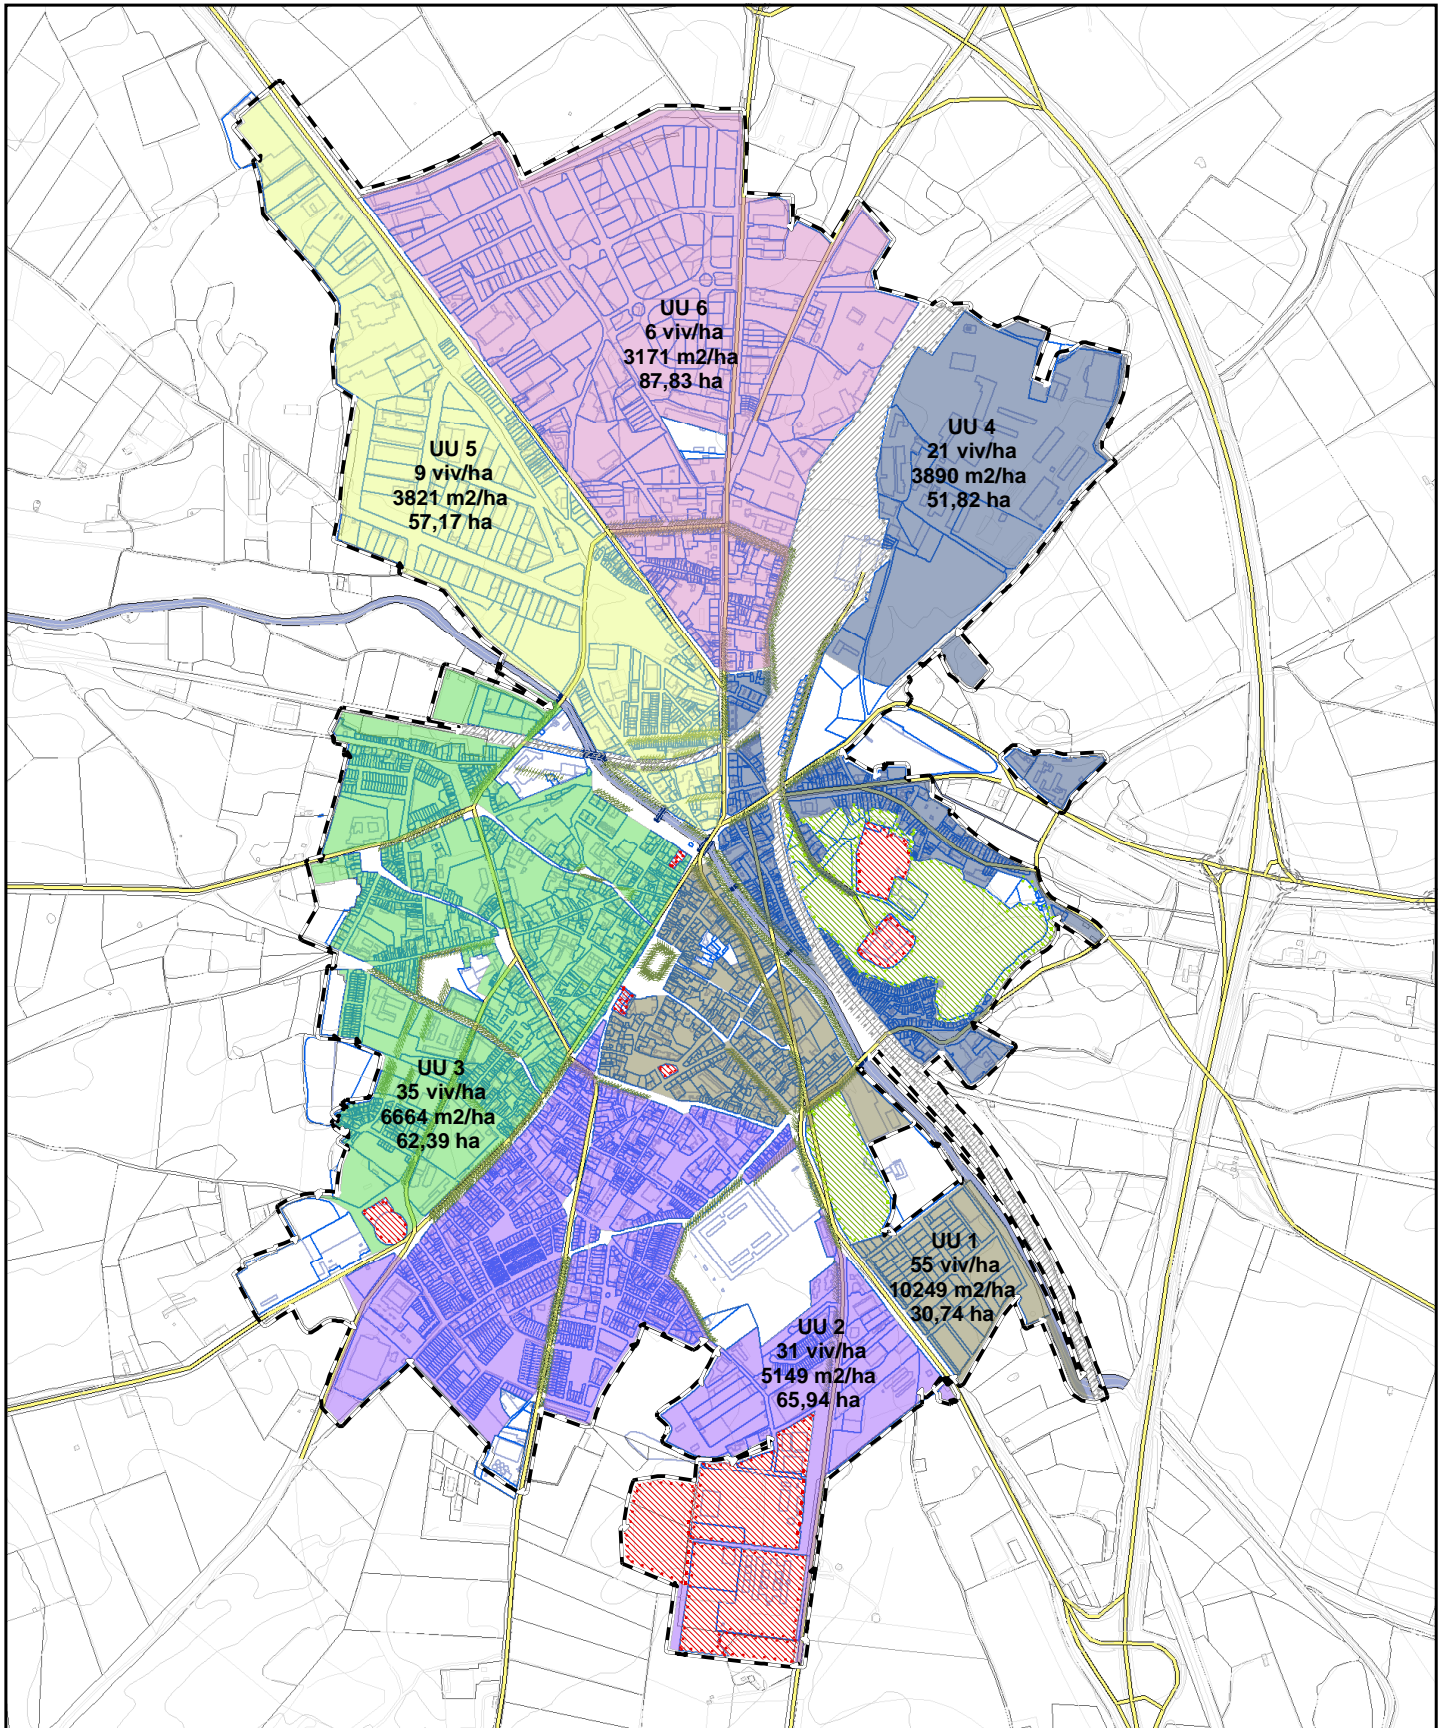 UU 6
6 viv/ha
3171 m2/ha
87,83 ha
UU 4
21 viv/ha
3890 m2/ha
51,82 ha
UU 5
9 viv/ha
3821 m2/ha
57,17 ha
UU 3
35 viv/ha
6664 m2/ha
62,39 ha
UU 1
55 viv/ha
10249 m2/ha
30,74 ha
UU 2
31 viv/ha
5149 m2/ha
65,94 ha